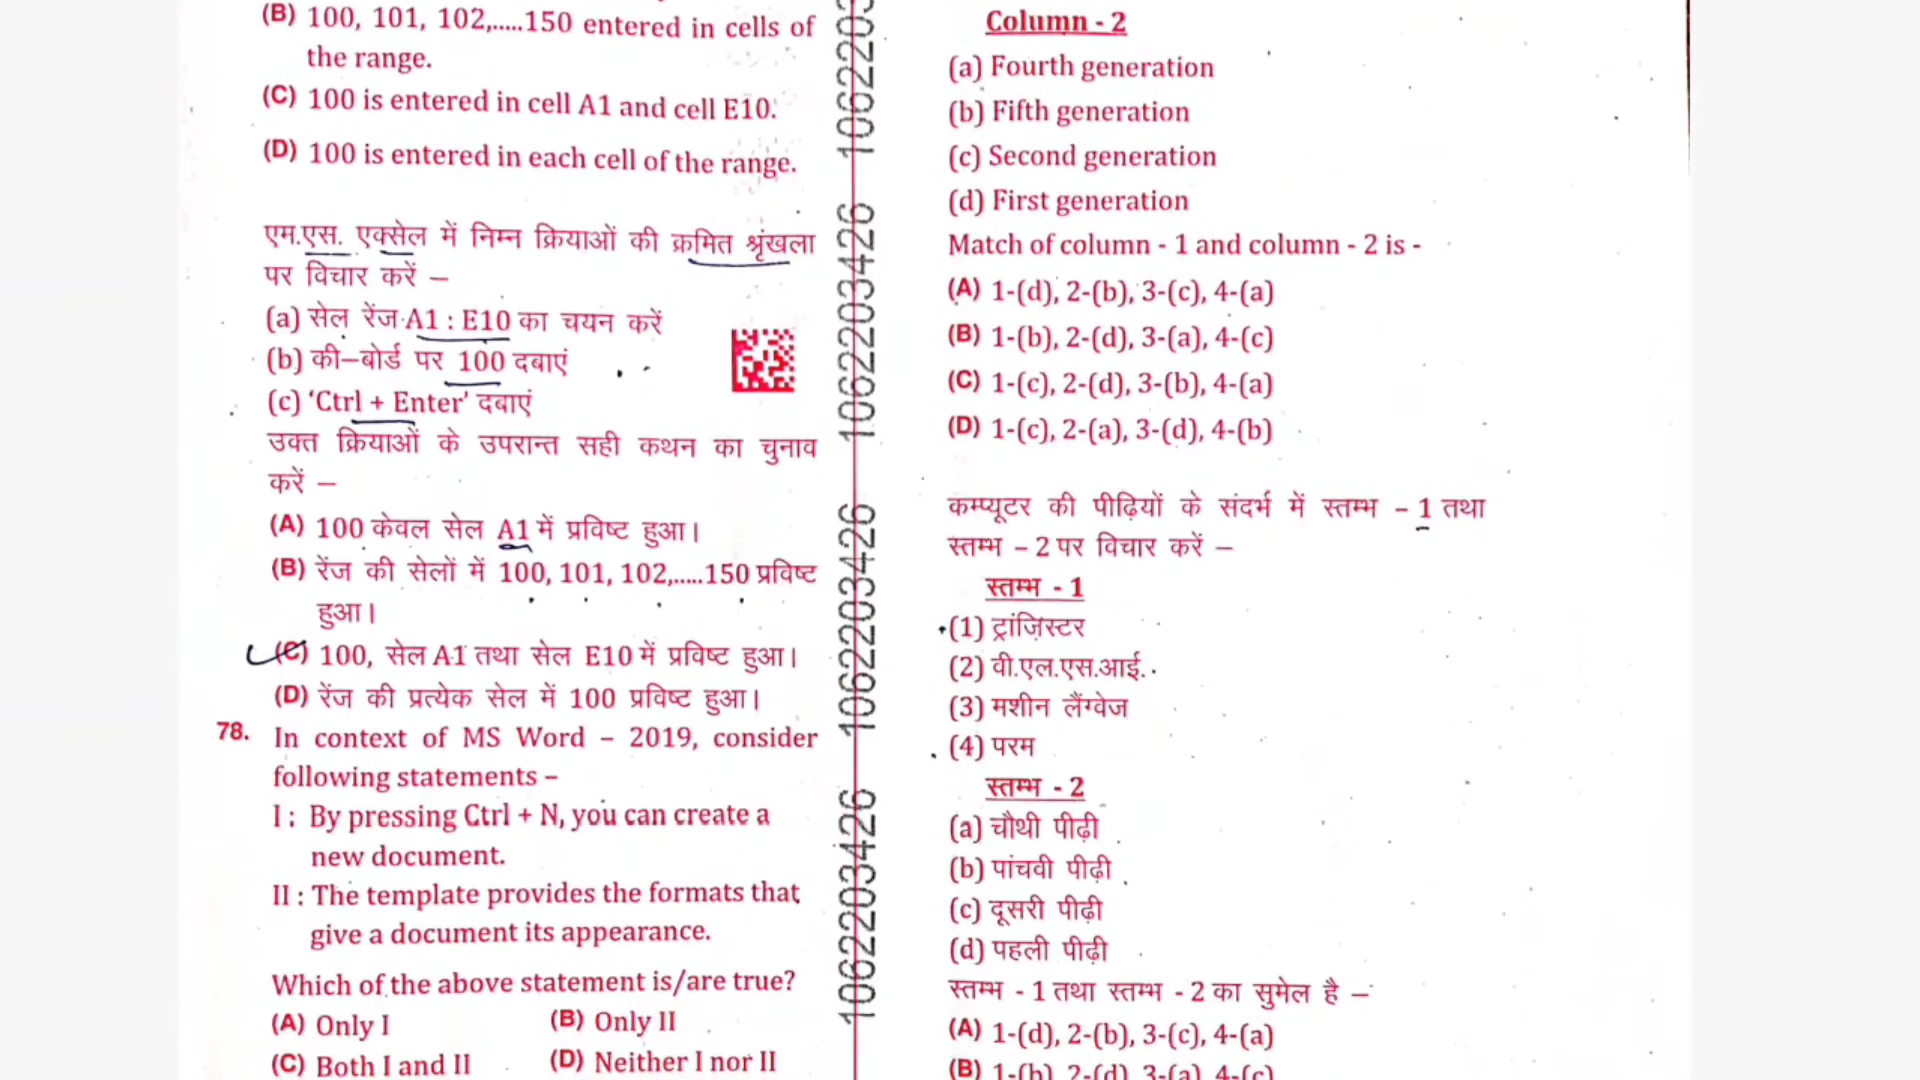 (B) 100, 101, 102,.....150 entered in cells of
the range.
(C) 100 is entered in cell A1 and cell E10.
(D) 100 is entered in each cell of the range.
एम.एस. एक्सेल में निम्न क्रियाओं की क्रमित श्रृंखला
पर विचार करें –
(a) सेल रेंज A1 : E10 का चयन करें
(b) की–बोर्ड पर 100 दबाएं
(c) ‘Ctrl + Enter’ दबाएं
उक्त क्रियाओं के उपरान्त सही कथन का चुनाव
करें –
(A) 100 केवल सेल A1 में प्रविष्ट हुआ।
(B) रेंज की सेलों में 100, 101, 102,.....150 प्रविष्ट
हुआ।
(C) 100, सेल A1 तथा सेल E10 में प्रविष्ट हुआ।
(D) रेंज की प्रत्येक सेल में 100 प्रविष्ट हुआ।
78. In context of MS Word – 2019, consider
following statements –
I : By pressing Ctrl + N, you can create a
new document.
II : The template provides the formats that
give a document its appearance.
Which of the above statement is/are true?
(A) Only I (B) Only II
(C) Both I and II (D) Neither I nor II
1062203426 1062203426 1062203426 1062203
Column - 2
(a) Fourth generation
(b) Fifth generation
(c) Second generation
(d) First generation
Match of column - 1 and column - 2 is -
(A) 1-(d), 2-(b), 3-(c), 4-(a)
(B) 1-(b), 2-(d), 3-(a), 4-(c)
(C) 1-(c), 2-(d), 3-(b), 4-(a)
(D) 1-(c), 2-(a), 3-(d), 4-(b)
कम्प्यूटर की पीढ़ियों के संदर्भ में स्तम्भ – 1 तथा
स्तम्भ – 2 पर विचार करें –
स्तम्भ - 1
(1) ट्रांज़िस्टर
(2) वी.एल.एस.आई.
(3) मशीन लैंग्वेज
(4) परम
स्तम्भ - 2
(a) चौथी पीढ़ी
(b) पांचवी पीढ़ी
(c) दूसरी पीढ़ी
(d) पहली पीढ़ी
स्तम्भ - 1 तथा स्तम्भ - 2 का सुमेल है –
(A) 1-(d), 2-(b), 3-(c), 4-(a)
(B) 1-(b), 2-(d), 3-(a), 4-(c)